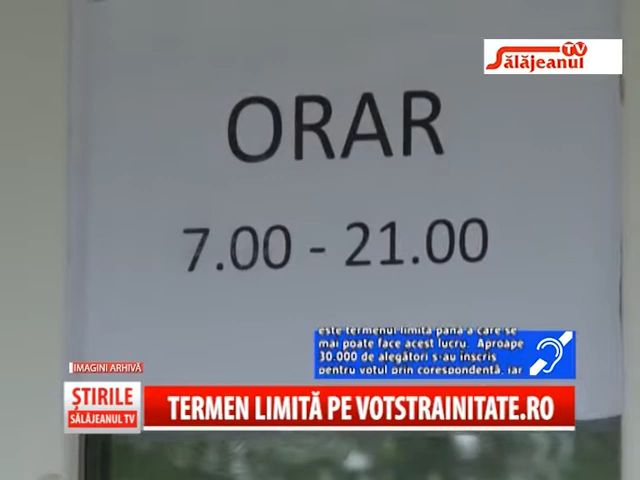 Sălăjeanul TV
ORAR
7.00 - 21.00
este termenul limită până a care se
mai poate face acest lucru. Aproape
30.000 de alegători s-au înscris
pentru votul prin corespondență, iar
IMAGINI ARHIVĂ
ȘTIRILE
SĂLĂJEANUL TV
TERMEN LIMITĂ PE VOTSTRAINITATE.RO